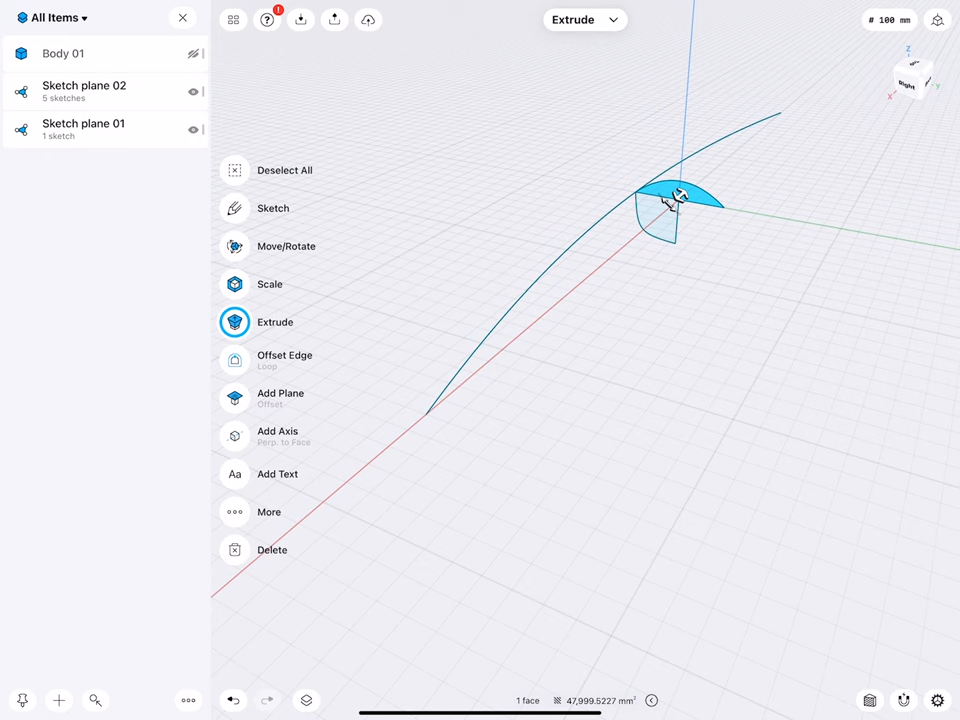 All Items
!
Extrude
# 100 mm
Body 01
Sketch plane 02
5 sketches
Sketch plane 01
1 sketch
Z
Right
X
Y
Deselect All
Sketch
Move/Rotate
Scale
Extrude
Offset Edge
Loop
Add Plane
Offset
Add Axis
Perp. to Face
Aa Add Text
More
Delete
1 face 47,999.5227 mm²